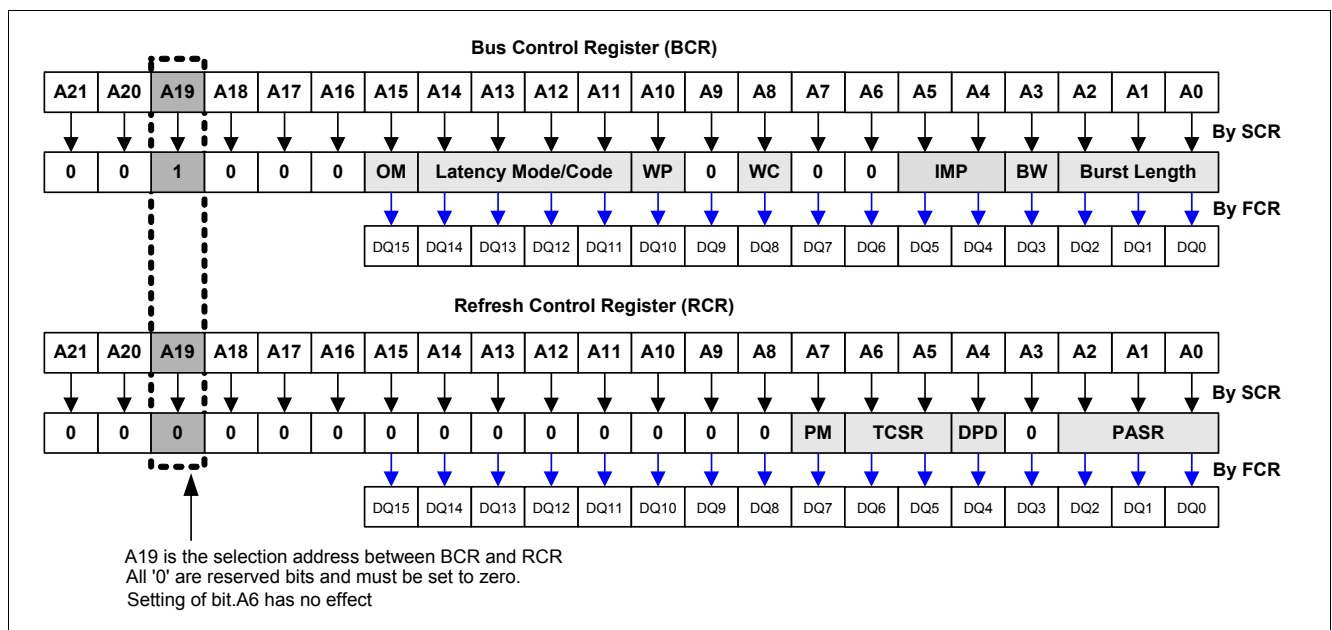 Bus Control Register (BCR)
A21 A20 A19 A18 A17 A16 A15 A14 A13 A12 A11 A10 A9 A8 A7 A6 A5 A4 A3 A2 A1 A0
By SCR
0 0 1 0 0 0 OM Latency Mode/Code WP 0 WC 0 0 IMP BW Burst Length
By FCR
DQ15 DQ14 DQ13 DQ12 DQ11 DQ10 DQ9 DQ8 DQ7 DQ6 DQ5 DQ4 DQ3 DQ2 DQ1 DQ0
Refresh Control Register (RCR)
A21 A20 A19 A18 A17 A16 A15 A14 A13 A12 A11 A10 A9 A8 A7 A6 A5 A4 A3 A2 A1 A0
By SCR
0 0 0 0 0 0 0 0 0 0 0 0 0 0 PM TCSR DPD 0 PASR
By FCR
DQ15 DQ14 DQ13 DQ12 DQ11 DQ10 DQ9 DQ8 DQ7 DQ6 DQ5 DQ4 DQ3 DQ2 DQ1 DQ0
A19 is the selection address between BCR and RCR
All '0' are reserved bits and must be set to zero.
Setting of bit.A6 has no effect